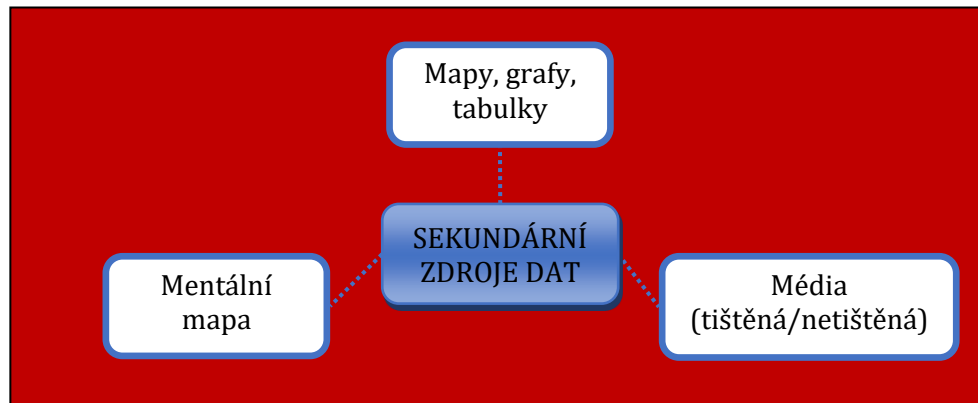 Mapy, grafy,
tabulky
SEKUNDÁRNÍ
ZDROJE DAT
Mentální
mapa
Média
(tištěná/netištěná)